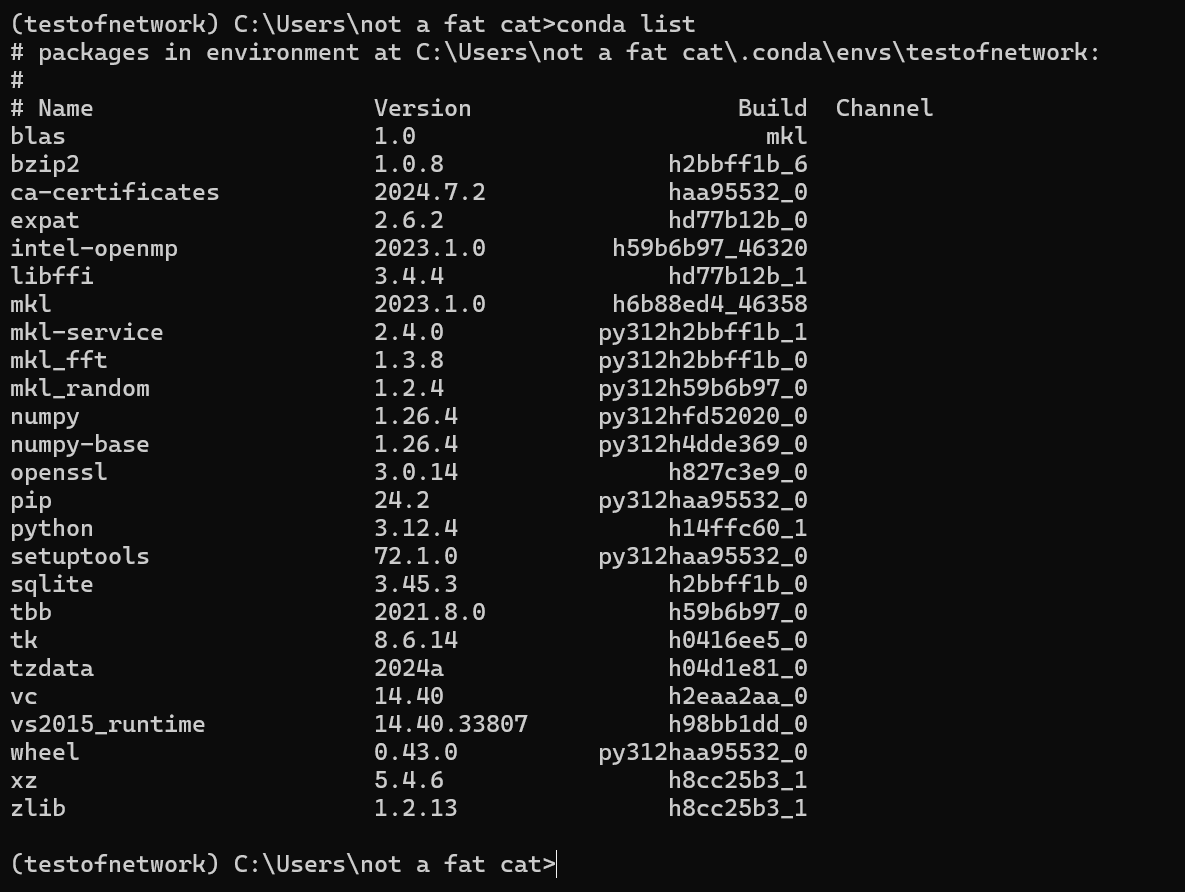 (testofnetwork) C:\Users\not a fat cat>conda list
# packages in environment at C:\Users\not a fat cat\.conda\envs\testofnetwork:
#
# Name                    Version                   Build  Channel
blas                      1.0                         mkl
bzip2                     1.0.8                h2bbff1b_6
ca-certificates           2024.7.2             haa95532_0
expat                     2.6.2                hd77b12b_0
intel-openmp              2023.1.0         h59b6b97_46320
libffi                    3.4.4                hd77b12b_1
mkl                       2023.1.0         h6b88ed4_46358
mkl-service               2.4.0           py312h2bbff1b_1
mkl_fft                   1.3.8           py312h2bbff1b_0
mkl_random                1.2.4           py312h59b6b97_0
numpy                     1.26.4          py312hfd52020_0
numpy-base                1.26.4          py312h4dde369_0
openssl                   3.0.14               h827c3e9_0
pip                       24.2            py312haa95532_0
python                    3.12.4               h14ffc60_1
setuptools                72.1.0          py312haa95532_0
sqlite                    3.45.3               h2bbff1b_0
tbb                       2021.8.0             h59b6b97_0
tk                        8.6.14               h0416ee5_0
tzdata                    2024a                h04d1e81_0
vc                        14.40                h2eaa2aa_0
vs2015_runtime            14.40.33807          h98bb1dd_0
wheel                     0.43.0          py312haa95532_0
xz                        5.4.6                h8cc25b3_1
zlib                      1.2.13               h8cc25b3_1
(testofnetwork) C:\Users\not a fat cat>